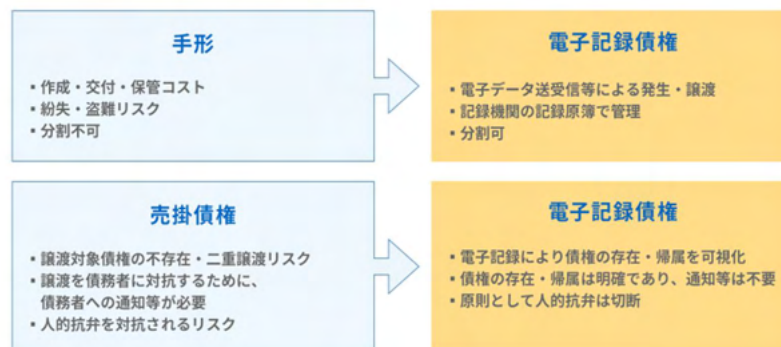 手形
▪ 作成・交付・保管コスト
▪ 紛失・盗難リスク
▪ 分割不可
電子記録債権
▪ 電子データ送受信等による発生・譲渡
▪ 記録機関の記録原簿で管理
▪ 分割可
売掛債権
▪ 譲渡対象債権の不存在・二重譲渡リスク
▪ 譲渡を債務者に対抗するために、
債務者への通知等が必要
▪ 人的抗弁を対抗されるリスク
電子記録債権
▪ 電子記録により債権の存在・帰属を可視化
▪ 債権の存在・帰属は明確であり、通知等は不要
▪ 原則として人的抗弁は切断